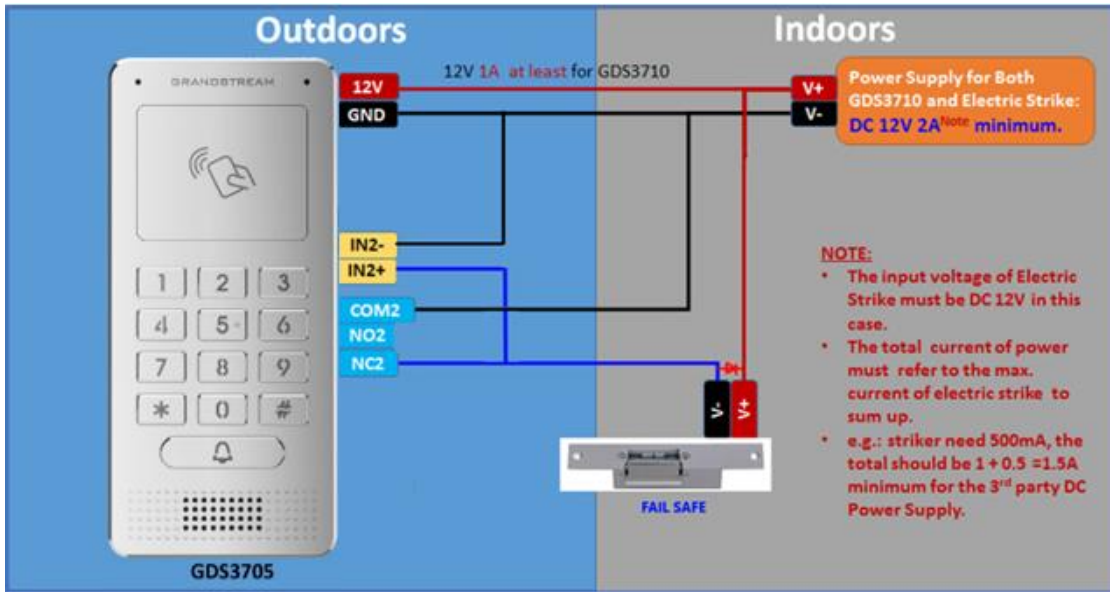 Outdoors
Indoors
GRANDSTREAM
12V 1A at least for GDS3710
12V
GND
V+
V-
Power Supply for Both
GDS3710 and Electric Strike:
DC 12V 2A Note minimum.
IN2-
IN2+
COM2
NO2
NC2
1 2 3
4 5 6
7 8 9
* 0 #
V-
V+
FAIL SAFE
GDS3705
NOTE:
• The input voltage of Electric
Strike must be DC 12V in this
case.
• The total current of power
must refer to the max.
current of electric strike to
sum up.
• e.g.: striker need 500mA, the
total should be 1 + 0.5 =1.5A
minimum for the 3rd party DC
Power Supply.